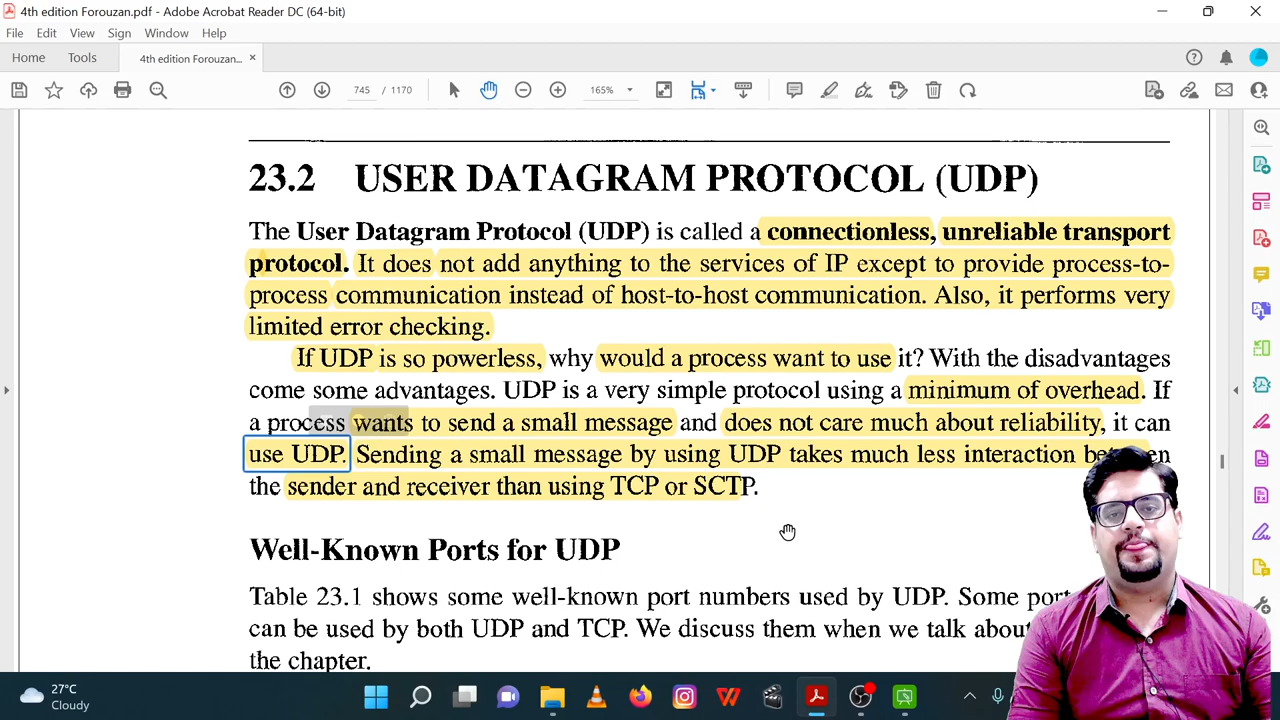 4th edition Forouzan.pdf - Adobe Acrobat Reader DC (64-bit)
File Edit View Sign Window Help
Home Tools 4th edition Forouzan... ×
745 / 1170 165%
23.2 USER DATAGRAM PROTOCOL (UDP)
The User Datagram Protocol (UDP) is called a connectionless, unreliable transport
protocol. It does not add anything to the services of IP except to provide process-to-
process communication instead of host-to-host communication. Also, it performs very
limited error checking.
If UDP is so powerless, why would a process want to use it? With the disadvantages
come some advantages. UDP is a very simple protocol using a minimum of overhead. If
a process wants to send a small message and does not care much about reliability, it can
use UDP. Sending a small message by using UDP takes much less interaction between
the sender and receiver than using TCP or SCTP.
Well-Known Ports for UDP
Table 23.1 shows some well-known port numbers used by UDP. Some port
can be used by both UDP and TCP. We discuss them when we talk about
the chapter.
27°C
Cloudy